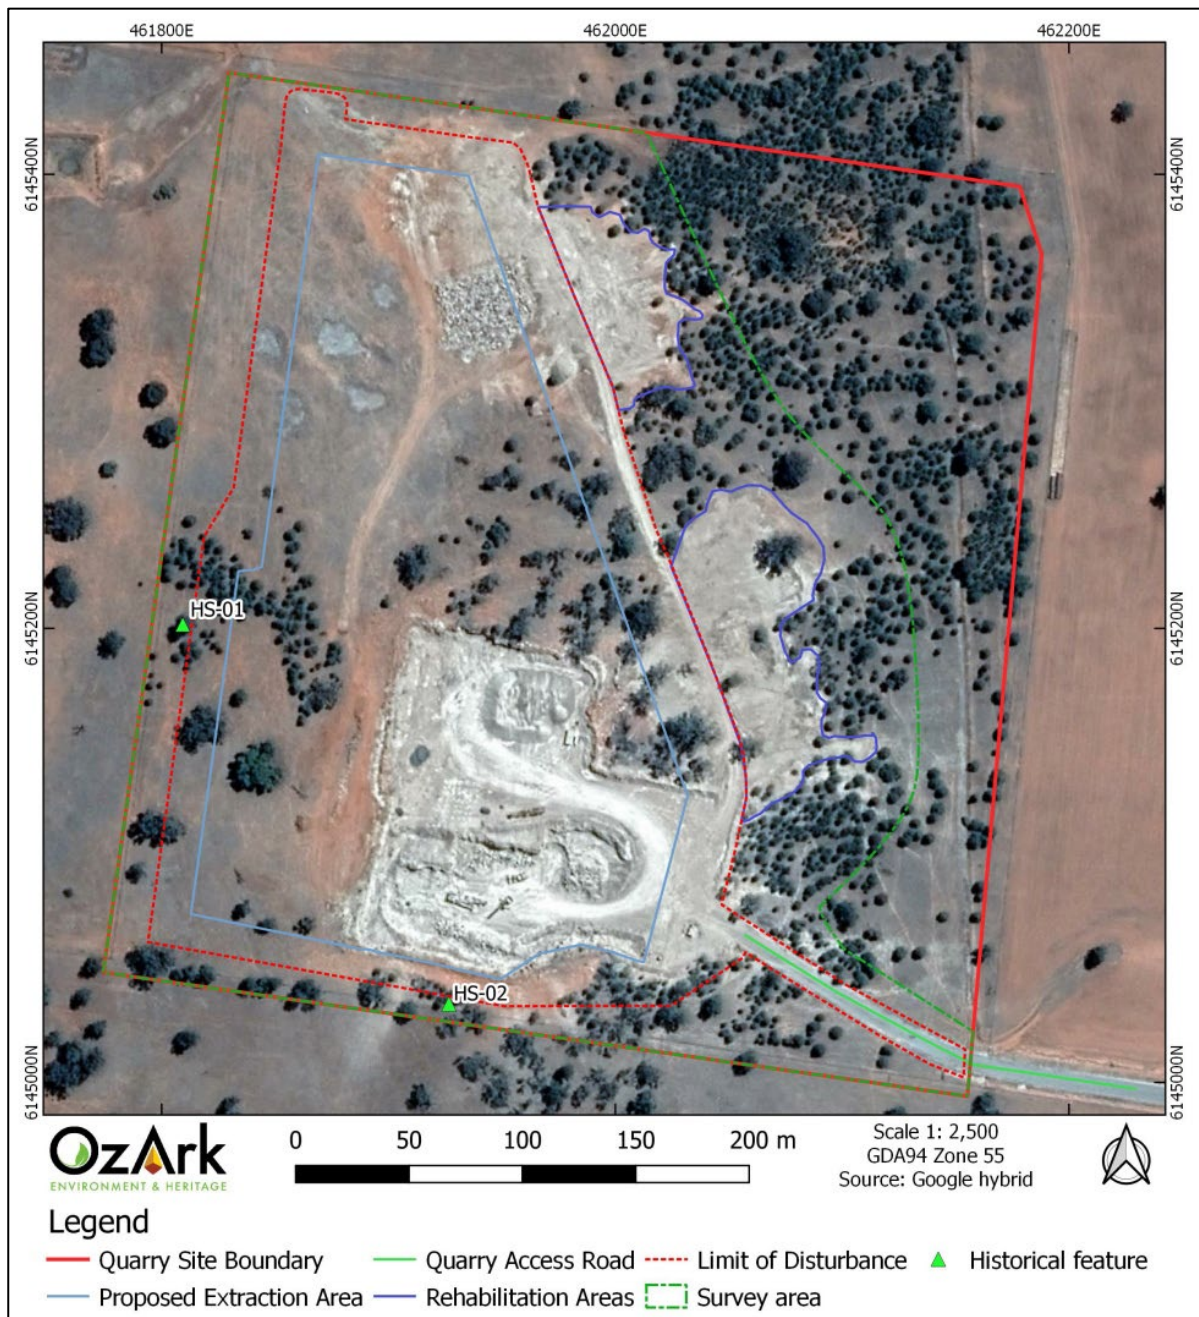 461800E 462000E 462200E
6145400N 6145400N
HS-01
6145200N 6145200N
HS-02
6145000N 6145000N
OzArk
ENVIRONMENT & HERITAGE
0 50 100 150 200 m
Scale 1: 2,500
GDA94 Zone 55
Source: Google hybrid
Legend
Quarry Site Boundary Quarry Access Road Limit of Disturbance Historical feature
Proposed Extraction Area Rehabilitation Areas Survey area